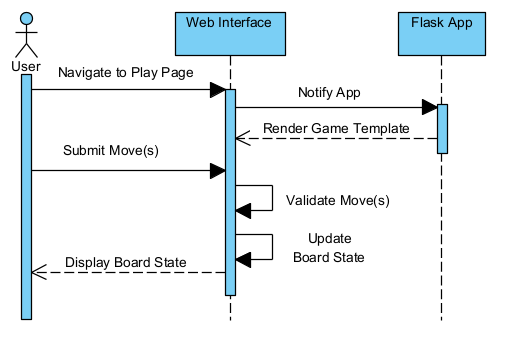 Web Interface
Flask App
User
Navigate to Play Page
Notify App
Render Game Template
Submit Move(s)
Validate Move(s)
Update
Board State
Display Board State